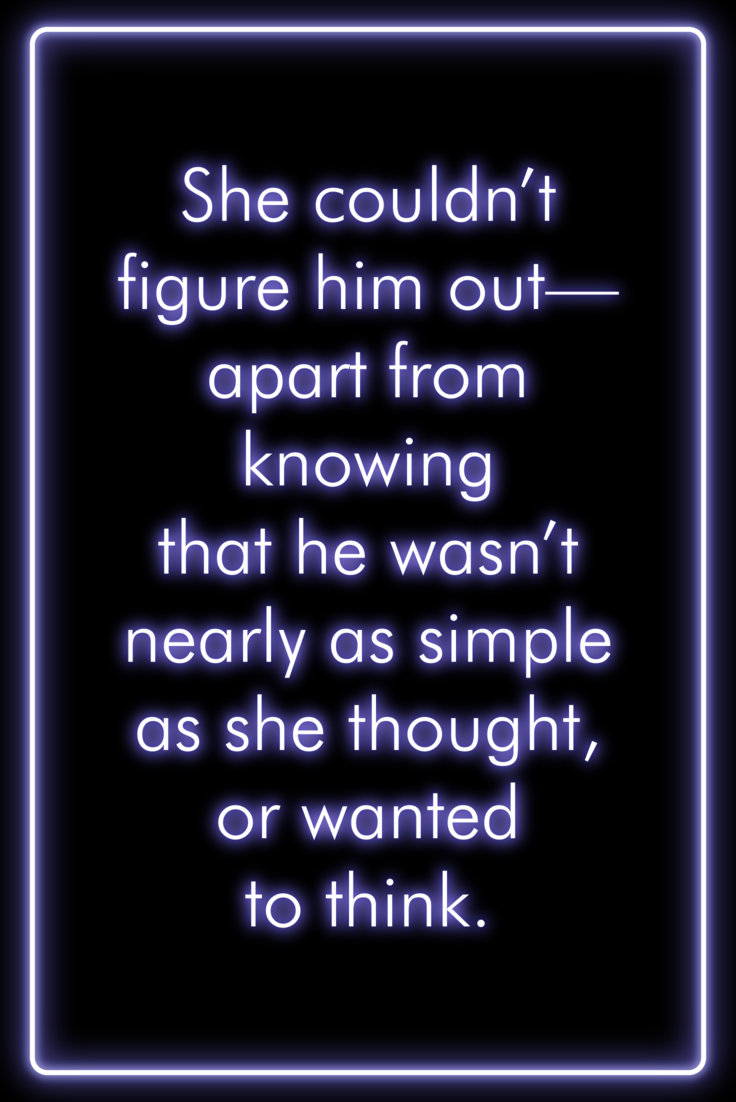 She couldn’t
figure him out—
apart from
knowing
that he wasn’t
nearly as simple
as she thought,
or wanted
to think.